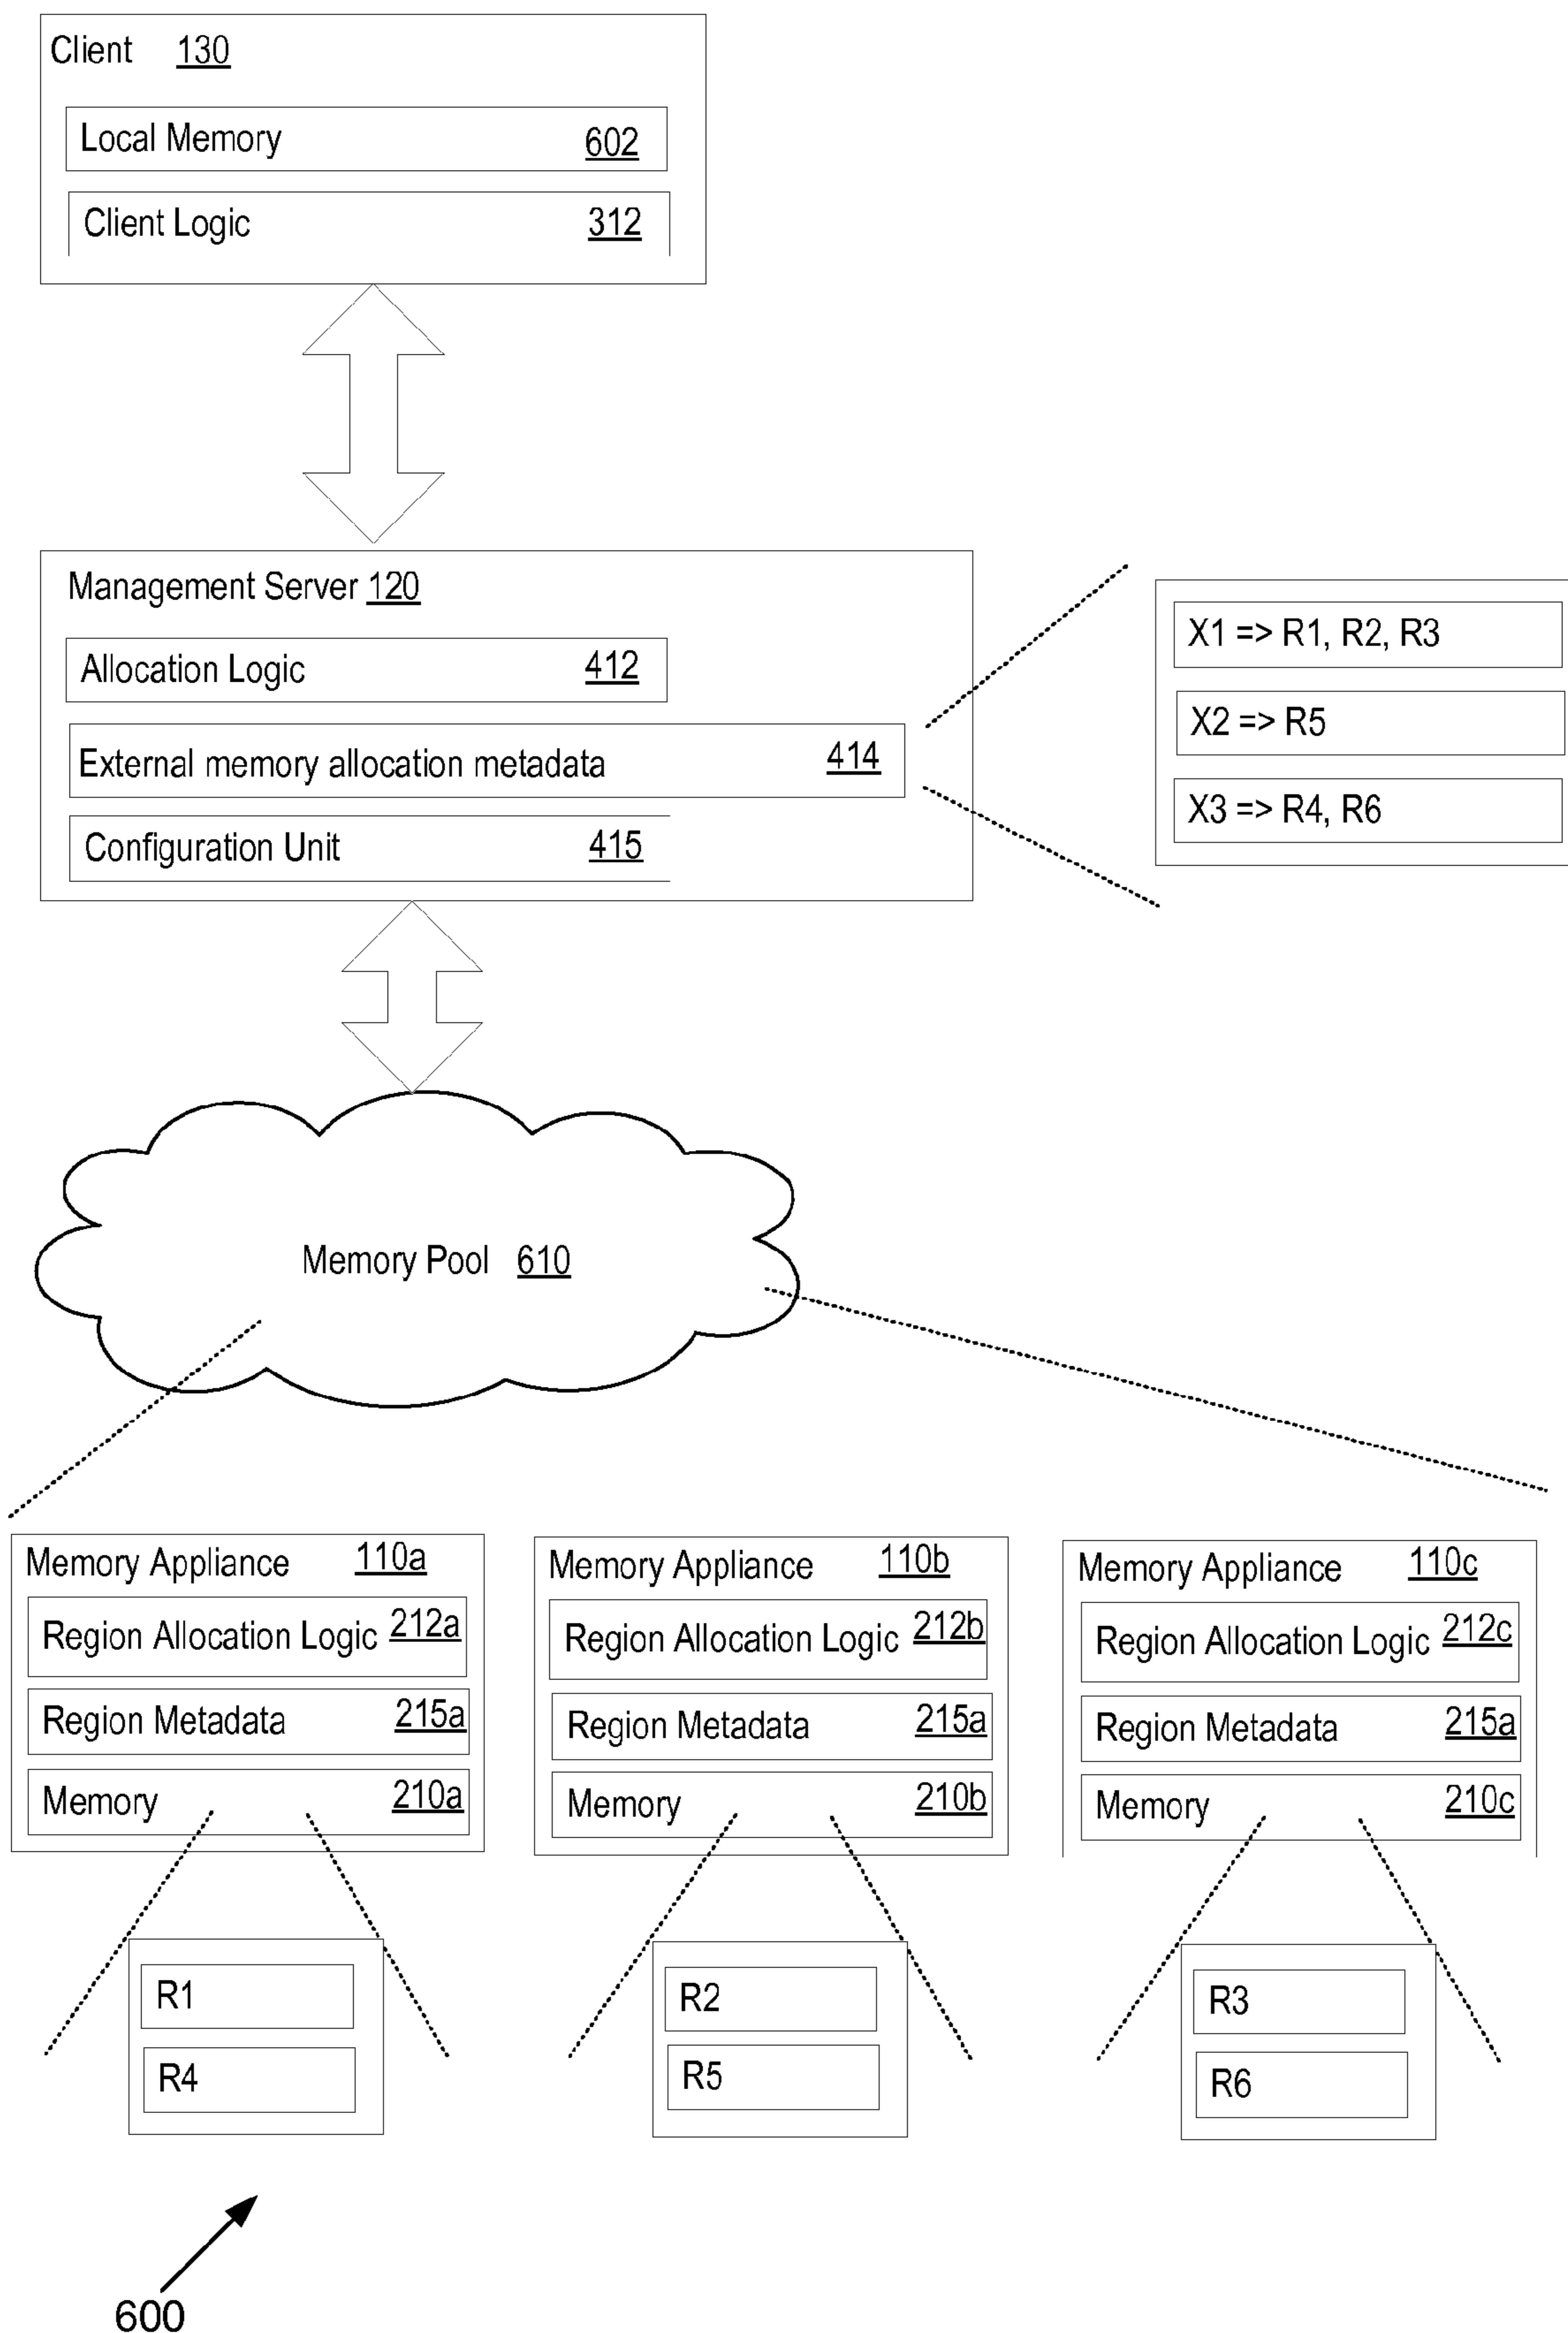 Client 130
Local Memory 602
Client Logic 312
Management Server 120
Allocation Logic 412
External memory allocation metadata 414
Configuration Unit 415
X1 => R1, R2, R3
X2 => R5
X3 => R4, R6
Memory Pool 610
Memory Appliance 110a
Region Allocation Logic 212a
Region Metadata 215a
Memory 210a
R1
R4
Memory Appliance 110b
Region Allocation Logic 212b
Region Metadata 215a
Memory 210b
R2
R5
Memory Appliance 110c
Region Allocation Logic 212c
Region Metadata 215a
Memory 210c
R3
R6
600